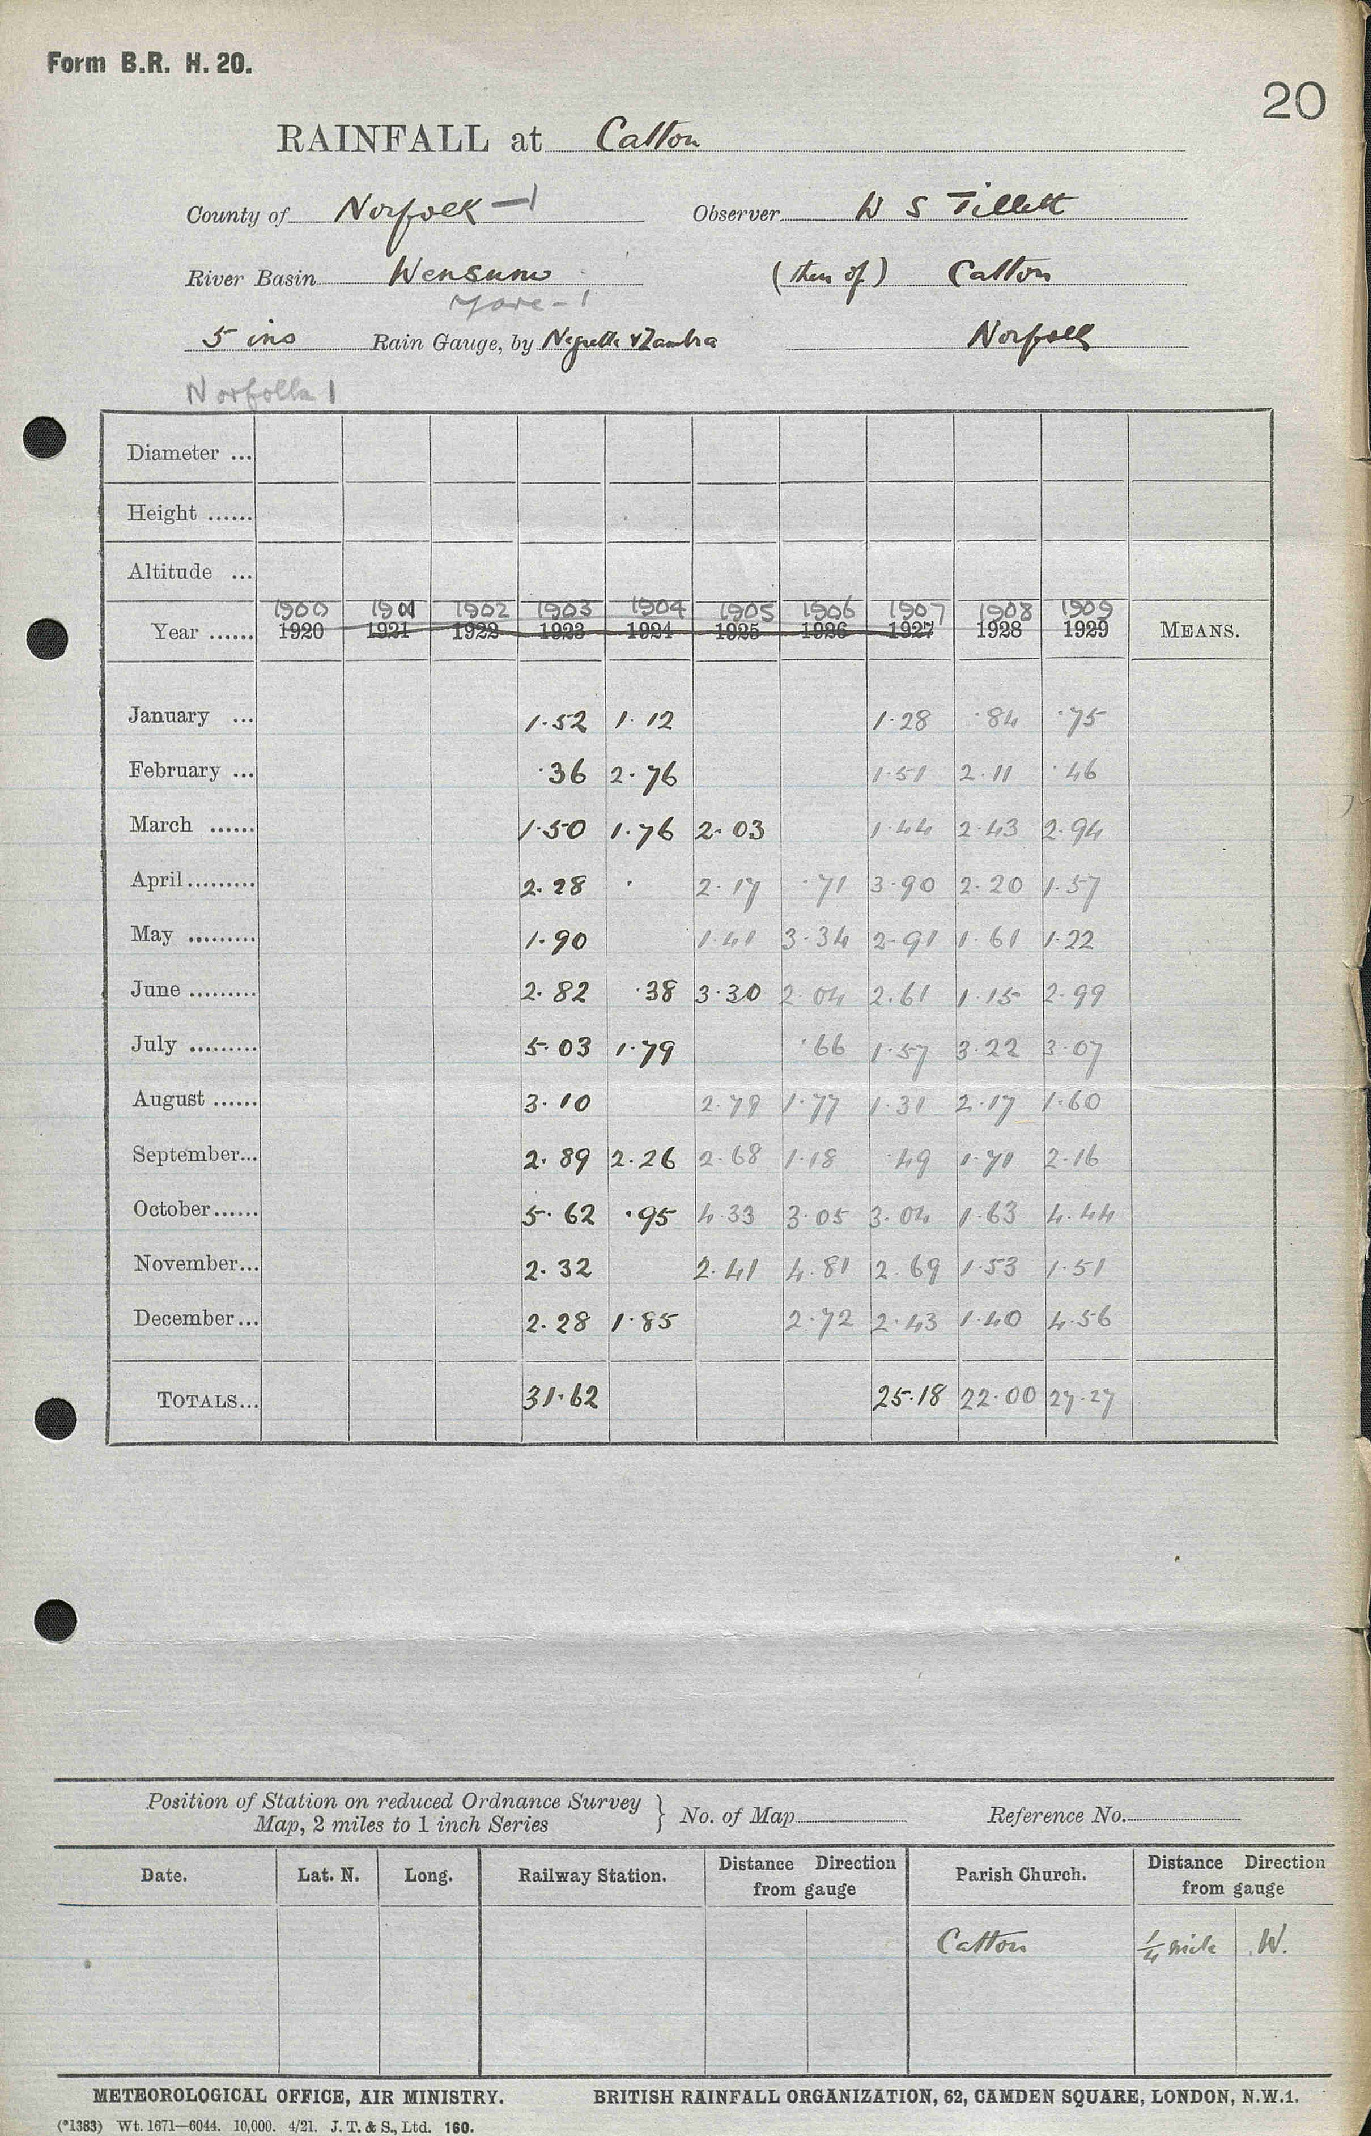 Form B.R. H. 20.
20
RAINFALL at Catton
County of Norfolk - 1 Observer W S Tillett
River Basin Wensum (then of) Catton
Yare - 1
5 ins Rain Gauge, by Negretti & Zambra Norfolk
Norfolk 1
Diameter ...
Height ......
Altitude ...
1900 1901 1902 1903 1904 1905 1906 1907 1908 1909
Year ...... 1920 1921 1922 1923 1924 1925 1926 1927 1928 1929 MEANS.
January ... 1.52 1.12 1.28 .84 .75
February ... .36 2.76 1.51 2.11 .46
March ...... 1.50 1.76 2.03 1.44 2.43 2.94
April ......... 2.28 . 2.17 .71 3.90 2.20 1.57
May ......... 1.90 1.41 3.34 2.91 1.61 1.22
June ......... 2.82 .38 3.30 2.04 2.61 1.15 2.99
July ......... 5.03 1.79 .66 1.57 3.22 3.07
August ...... 3.10 2.79 1.77 1.31 2.17 1.60
September... 2.89 2.26 2.68 1.18 .49 1.71 2.16
October...... 5.62 .95 4.33 3.05 3.04 1.63 4.44
November... 2.32 2.41 4.81 2.69 1.53 1.51
December... 2.28 1.85 2.72 2.43 1.40 4.56
TOTALS... 31.62 25.18 22.00 27.27
Position of Station on reduced Ordnance Survey
Map, 2 miles to 1 inch Series } No. of Map Reference No.
Date. Lat. N. Long. Railway Station. Distance Direction from gauge Parish Church. Distance Direction from gauge
Catton 1/4 mile W.
METEOROLOGICAL OFFICE, AIR MINISTRY. BRITISH RAINFALL ORGANIZATION, 62, CAMDEN SQUARE, LONDON, N.W.1.
(*1383) Wt. 1671—6044. 10,000. 4/21. J. T. & S., Ltd. 160.